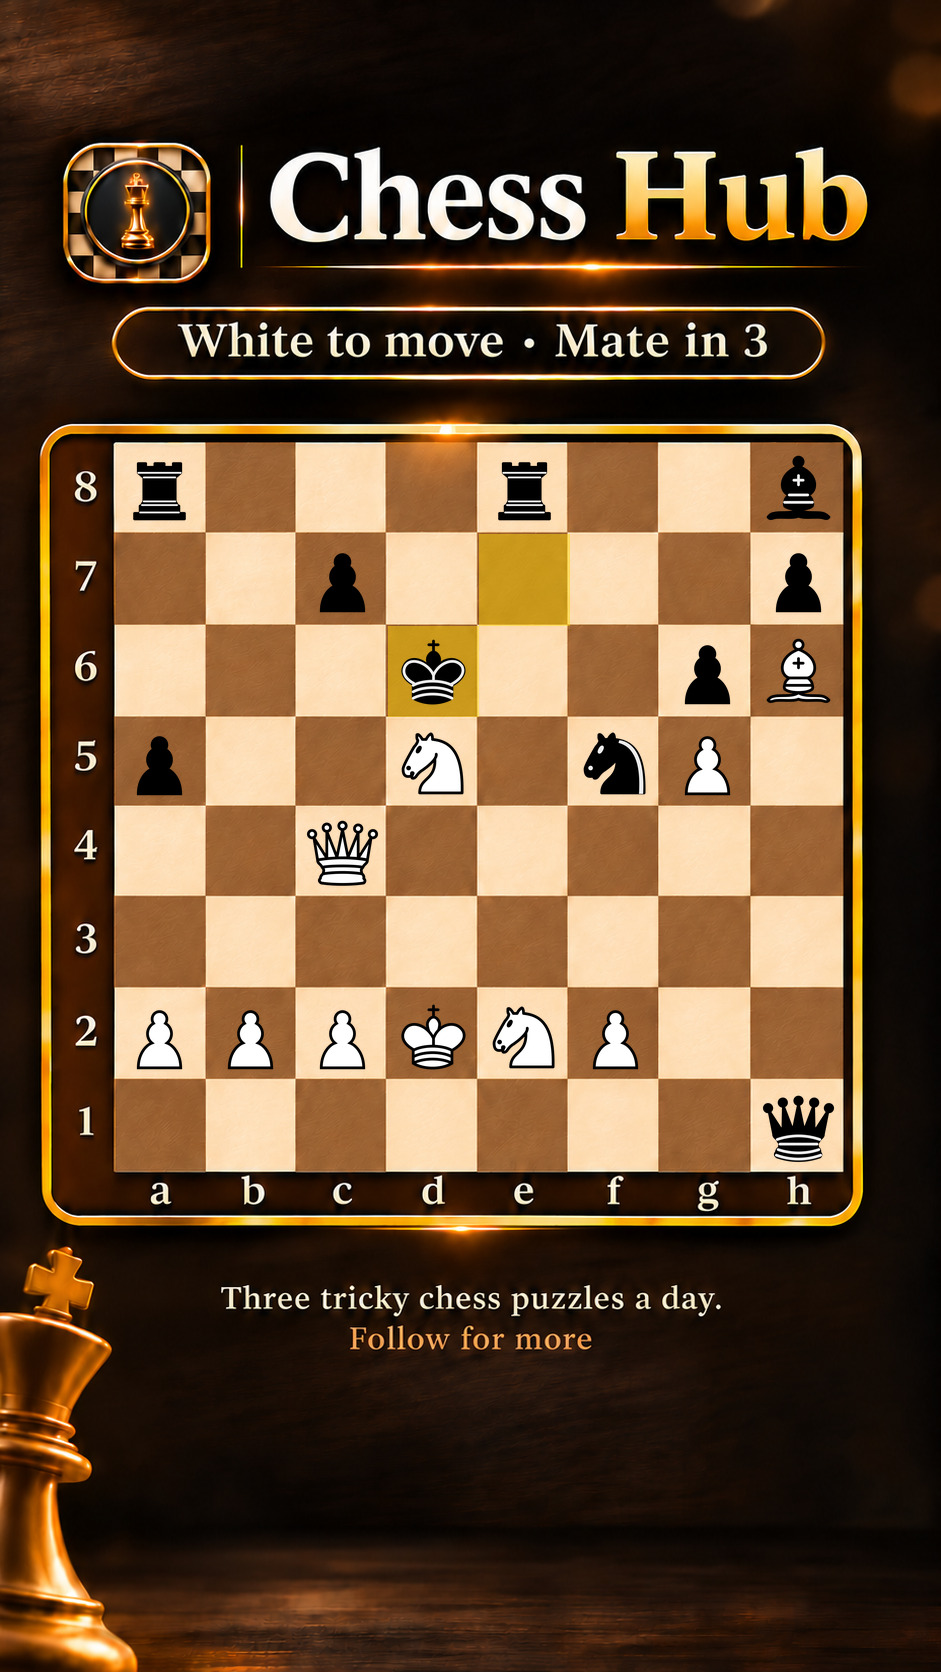 Chess Hub
White to move • Mate in 3
8
7
6
5
4
3
2
1
a b c d e f g h
Three tricky chess puzzles a day.
Follow for more